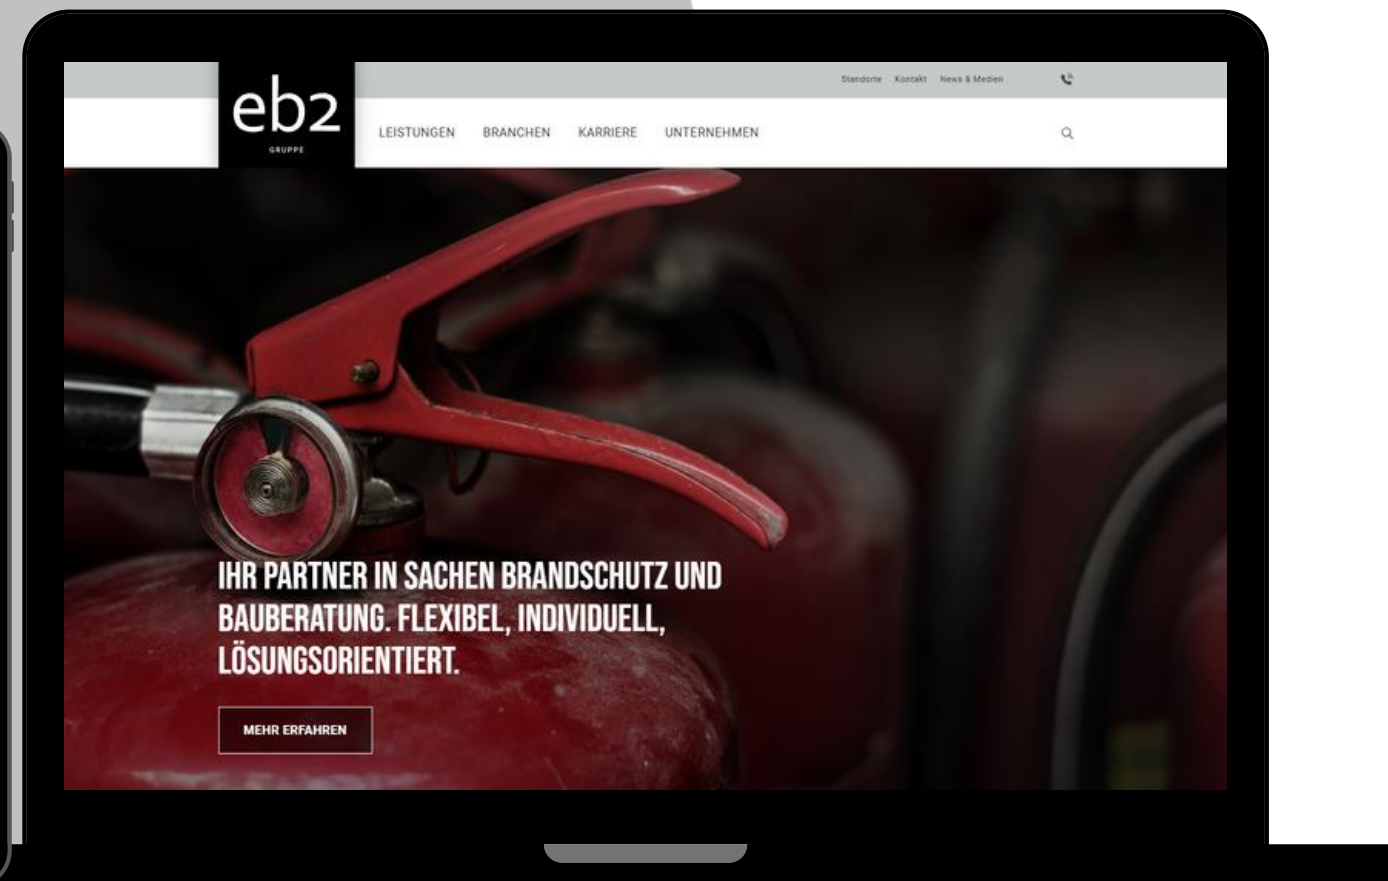 Standorte Kontakt News & Medien
eb2
GRUPPE
LEISTUNGEN BRANCHEN KARRIERE UNTERNEHMEN
IHR PARTNER IN SACHEN BRANDSCHUTZ UND
BAUBERATUNG. FLEXIBEL, INDIVIDUELL,
LÖSUNGSORIENTIERT.
MEHR ERFAHREN